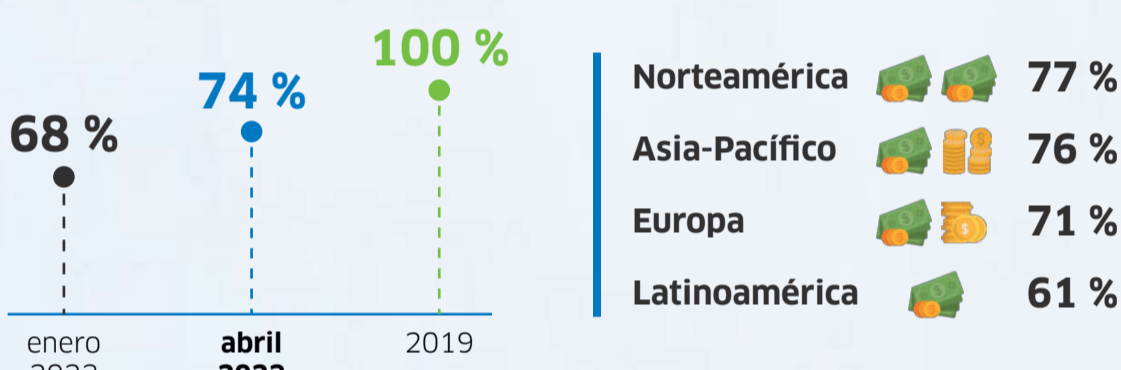 68 %
74 %
100 %
enero
abril
2019
Norteamérica 77 %
Asia-Pacífico 76 %
Europa 71 %
Latinoamérica 61 %